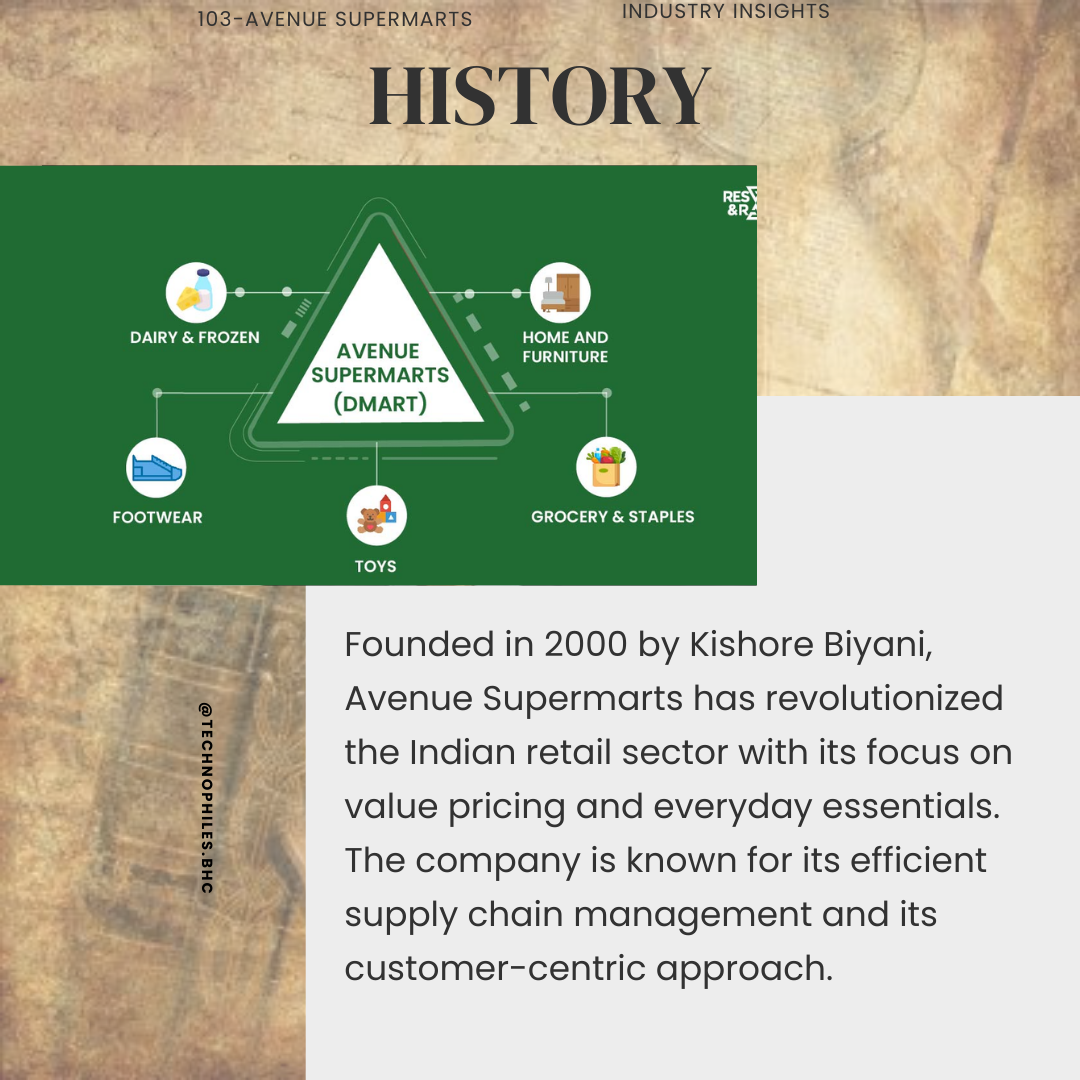 103-AVENUE SUPERMARTS
INDUSTRY INSIGHTS
HISTORY
RES
&R
DAIRY & FROZEN
HOME AND
FURNITURE
AVENUE
SUPERMARTS
(DMART)
FOOTWEAR
GROCERY & STAPLES
TOYS
Founded in 2000 by Kishore Biyani,
Avenue Supermarts has revolutionized
the Indian retail sector with its focus on
value pricing and everyday essentials.
The company is known for its efficient
supply chain management and its
customer-centric approach.
@TECHNOPHILES.BHC